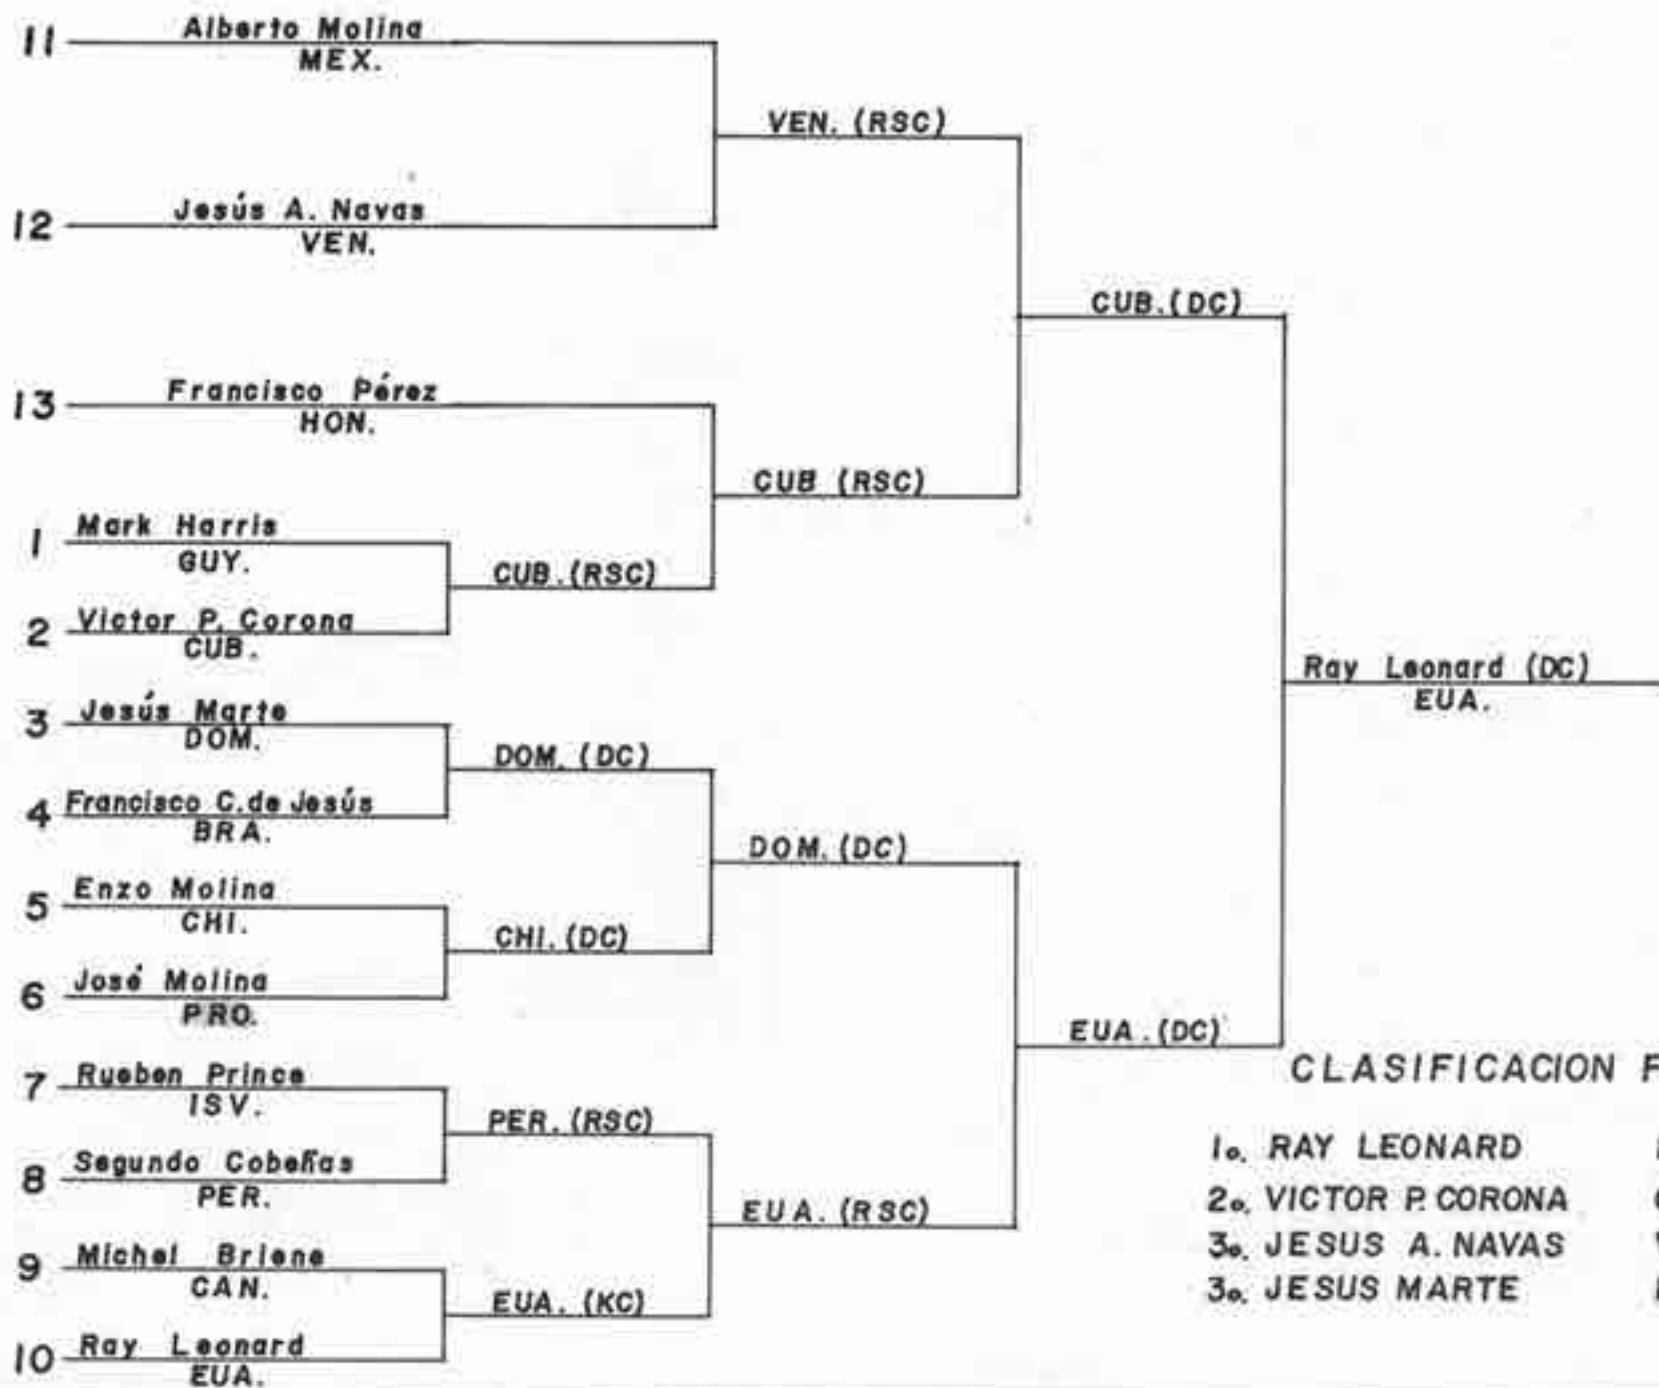 11 Alberto Molina
MEX.
VEN. (RSC)
12 Jesús A. Navas
VEN.
CUB. (DC)
13 Francisco Pérez
HON.
CUB (RSC)
1 Mark Harris
GUY.
CUB. (RSC)
2 Victor P. Corona
CUB.
Ray Leonard (DC)
EUA.
3 Jesús Marte
DOM.
DOM. (DC)
4 Francisco C. de Jesús
BRA.
DOM. (DC)
5 Enzo Molina
CHI.
CHI. (DC)
6 José Molina
PRO.
EUA. (DC)
7 Rueben Prince
ISV.
PER. (RSC)
8 Segundo Cobeñas
PER.
EUA. (RSC)
9 Michel Briene
CAN.
EUA. (KC)
10 Ray Leonard
EUA.
CLASIFICACION F
1o. RAY LEONARD
2o. VICTOR P. CORONA
3o. JESUS A. NAVAS
3o. JESUS MARTE